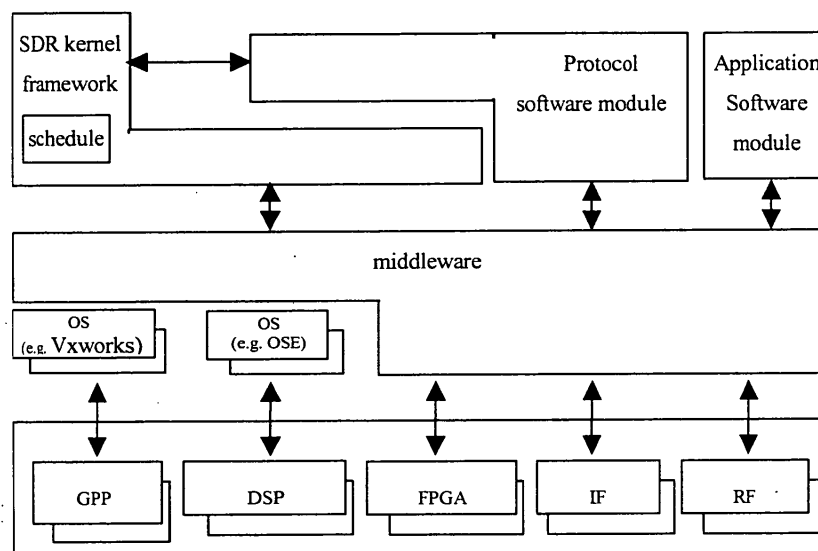 SDR kernel
framework
schedule
Protocol
software module
Application
Software
module
middleware
OS
(e.g. Vxworks)
OS
(e.g. OSE)
GPP
DSP
FPGA
IF
RF